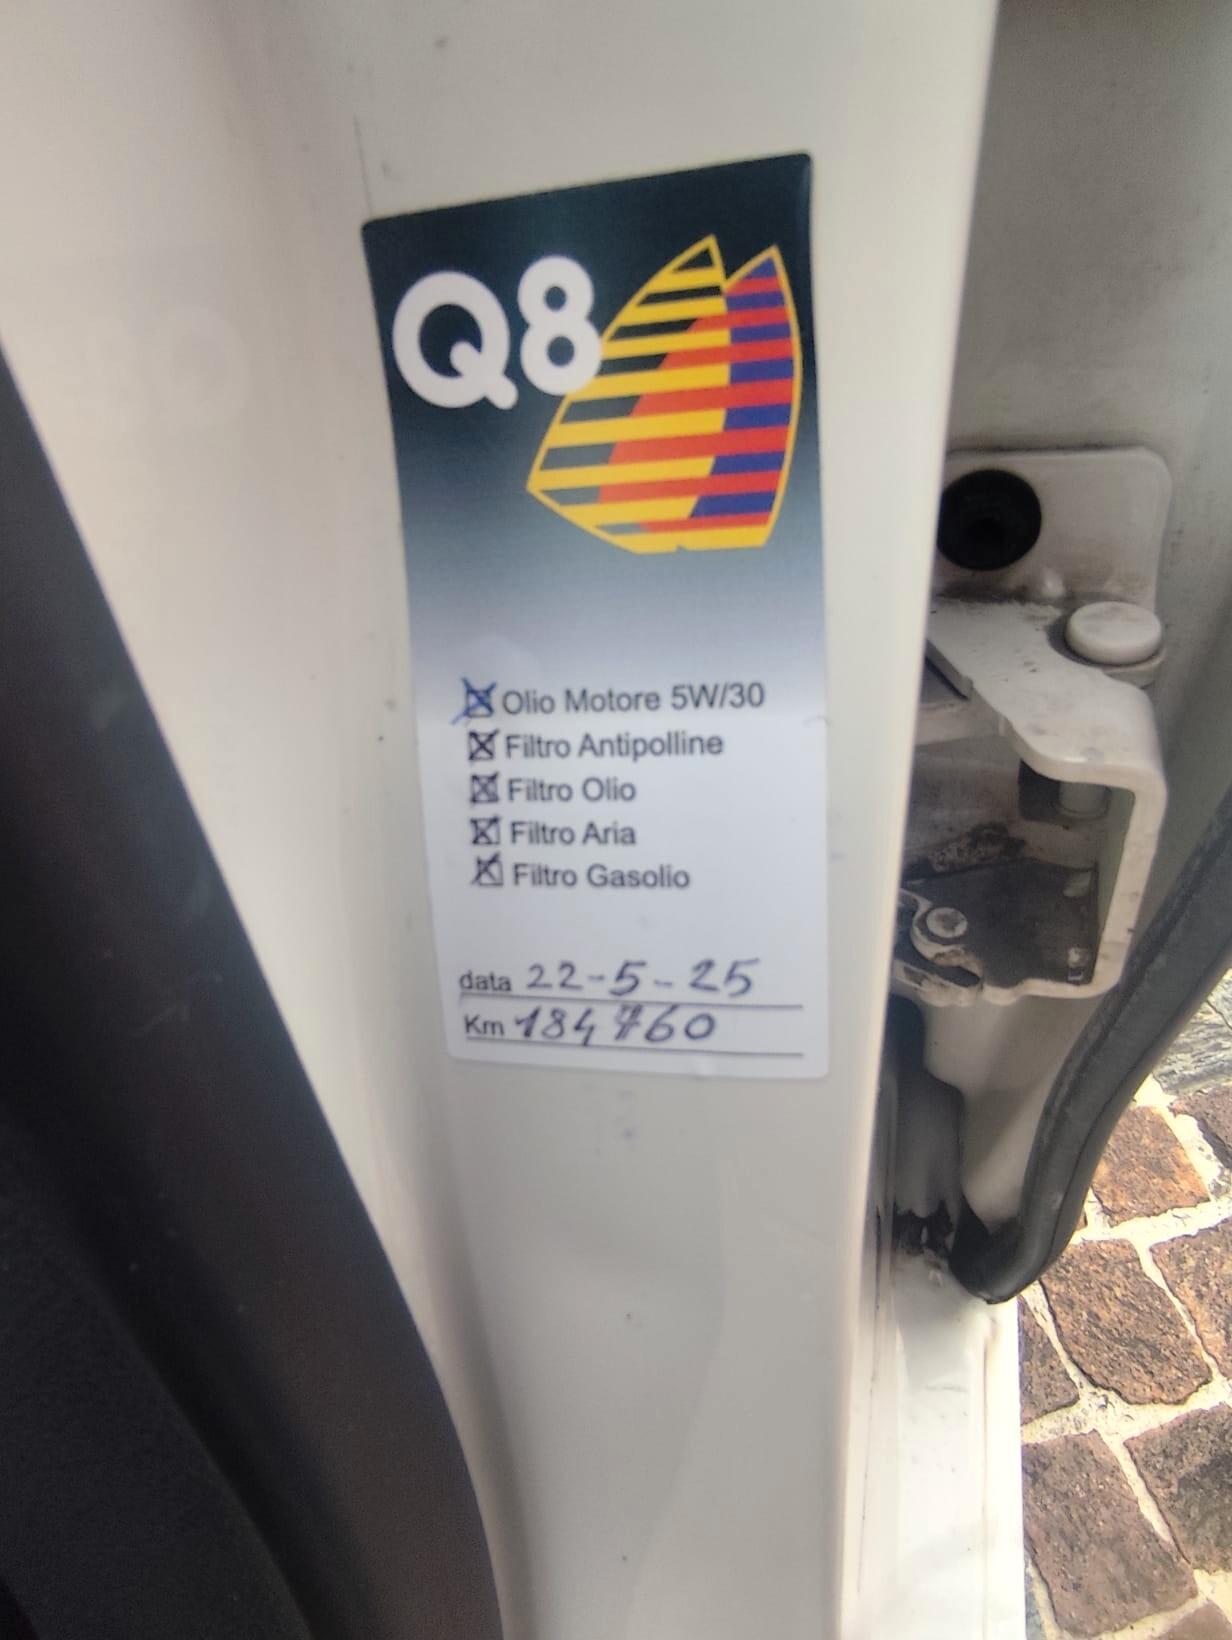 Q8
Olio Motore 5W/30
Filtro Antipolline
Filtro Olio
Filtro Aria
Filtro Gasolio
data 22-5-25
Km 184760